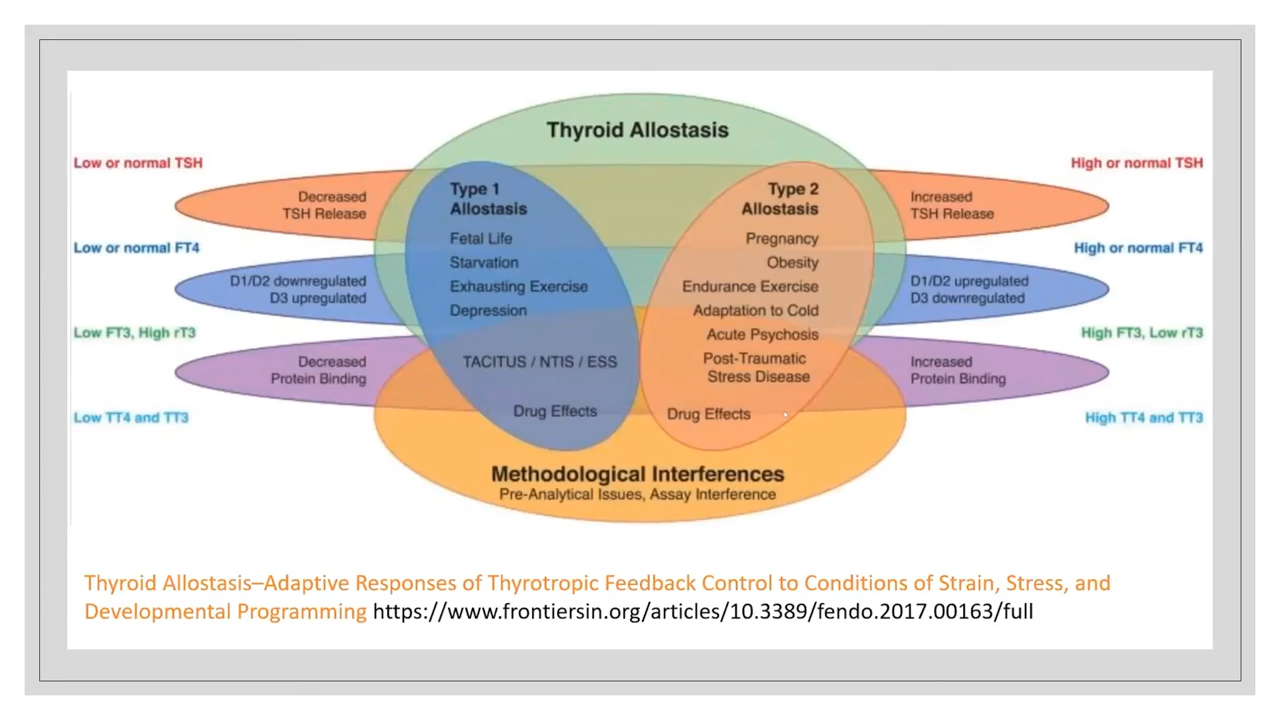 Thyroid Allostasis
Low or normal TSH
High or normal TSH
Decreased
TSH Release
Type 1
Allostasis
Type 2
Allostasis
Increased
TSH Release
Low or normal FT4
High or normal FT4
D1/D2 downregulated
D3 upregulated
Fetal Life
Starvation
Exhausting Exercise
Depression
TACITUS / NTIS / ESS
Drug Effects
Pregnancy
Obesity
Endurance Exercise
Adaptation to Cold
Acute Psychosis
Post-Traumatic
Stress Disease
Drug Effects
D1/D2 upregulated
D3 downregulated
Low FT3, High rT3
High FT3, Low rT3
Decreased
Protein Binding
Increased
Protein Binding
Low TT4 and TT3
High TT4 and TT3
Methodological Interferences
Pre-Analytical Issues, Assay Interference
Thyroid Allostasis–Adaptive Responses of Thyrotropic Feedback Control to Conditions of Strain, Stress, and
Developmental Programming https://www.frontiersin.org/articles/10.3389/fendo.2017.00163/full